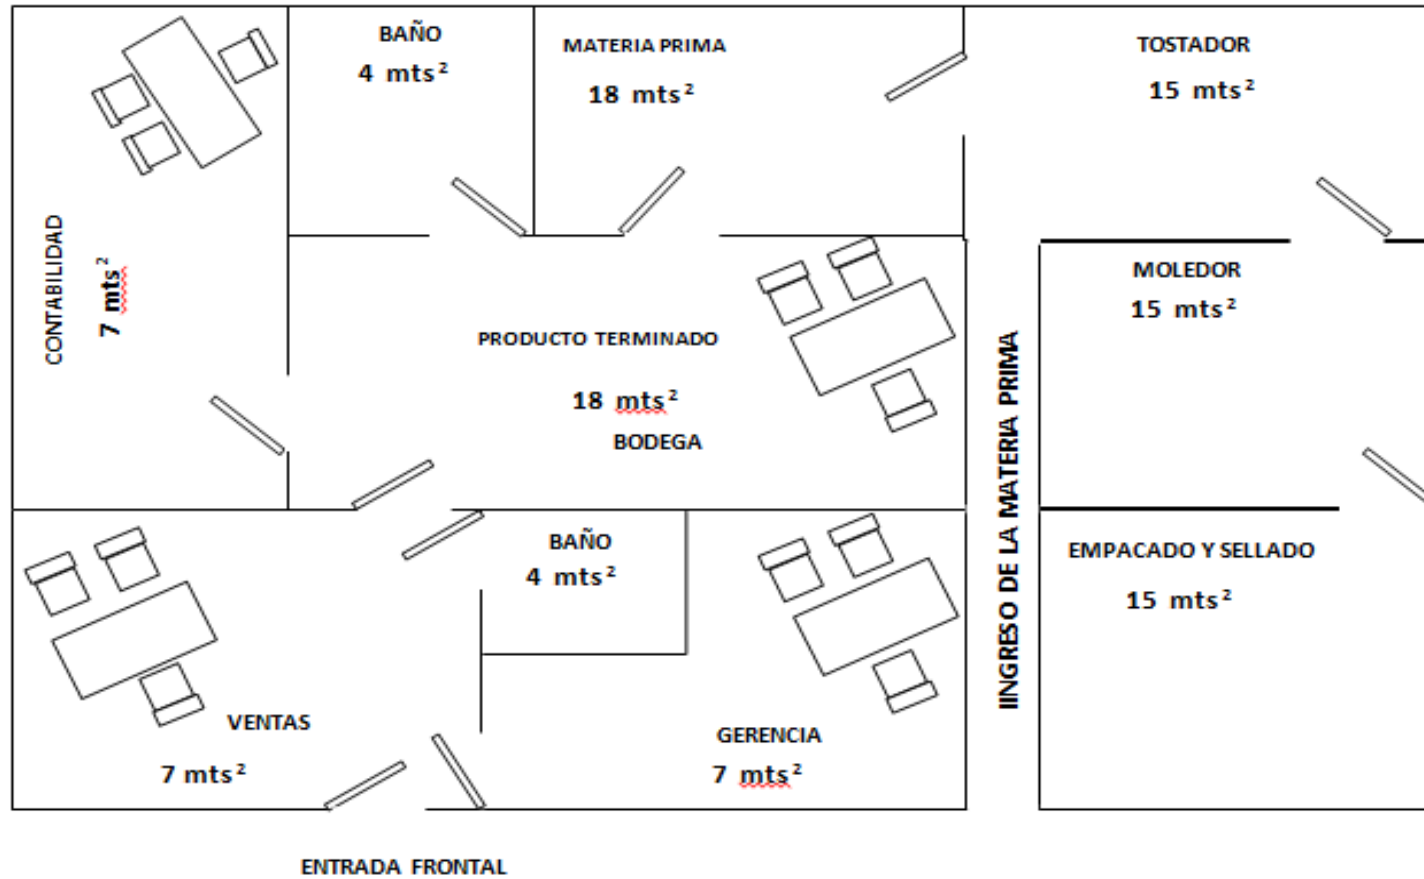 BAÑO
4 mts²
MATERIA PRIMA
18 mts²
TOSTADOR
15 mts²
CONTABILIDAD
7 mts²
PRODUCTO TERMINADO
18 mts²
BODEGA
MOLEDOR
15 mts²
IINGRESO DE LA MATERIA PRIMA
BAÑO
4 mts²
EMPACADO Y SELLADO
15 mts²
VENTAS
7 mts²
GERENCIA
7 mts²
ENTRADA FRONTAL